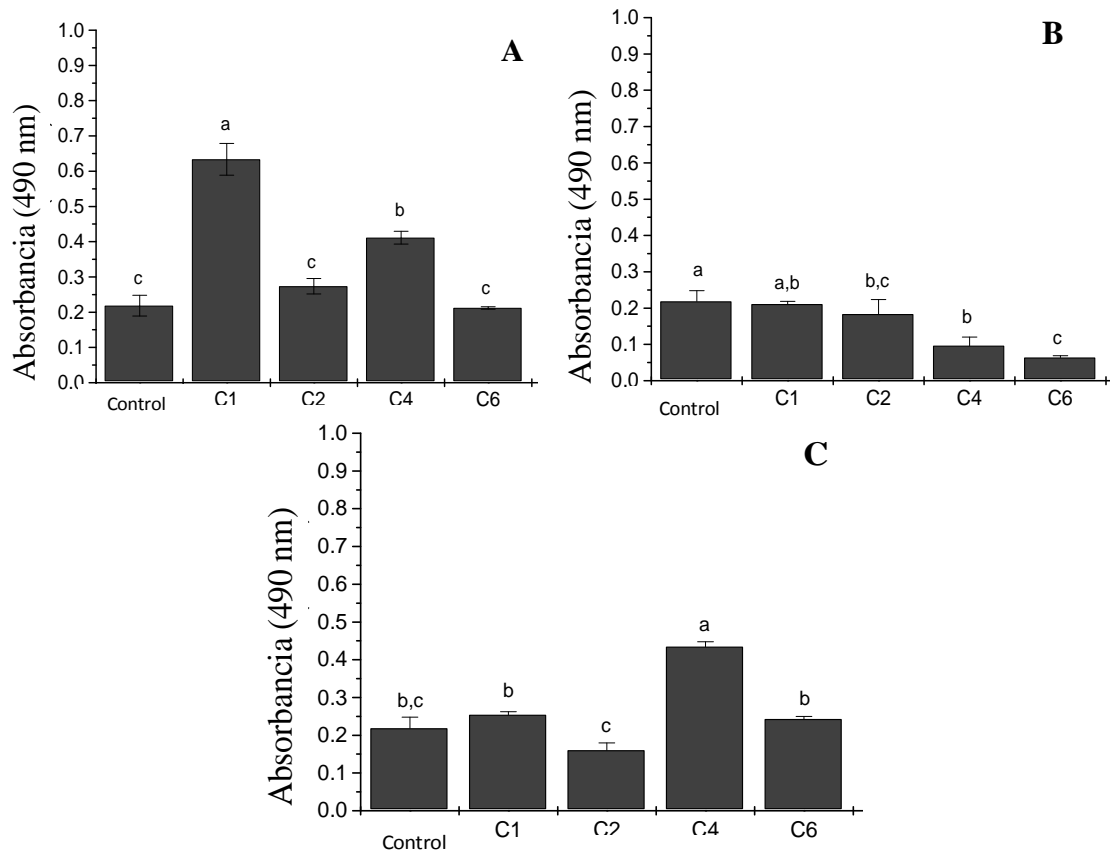 A
Absorbancia (490 nm)
1.0
0.9
0.8
0.7
0.6
0.5
0.4
0.3
0.2
0.1
0.0
c
a
c
b
c
Control
C1
C2
C4
C6
B
Absorbancia (490 nm)
1.0
0.9
0.8
0.7
0.6
0.5
0.4
0.3
0.2
0.1
0.0
a
a,b
b,c
b
c
Control
C1
C2
C4
C6
C
Absorbancia (490 nm)
1.0
0.9
0.8
0.7
0.6
0.5
0.4
0.3
0.2
0.1
0.0
b,c
b
c
a
b
Control
C1
C2
C4
C6